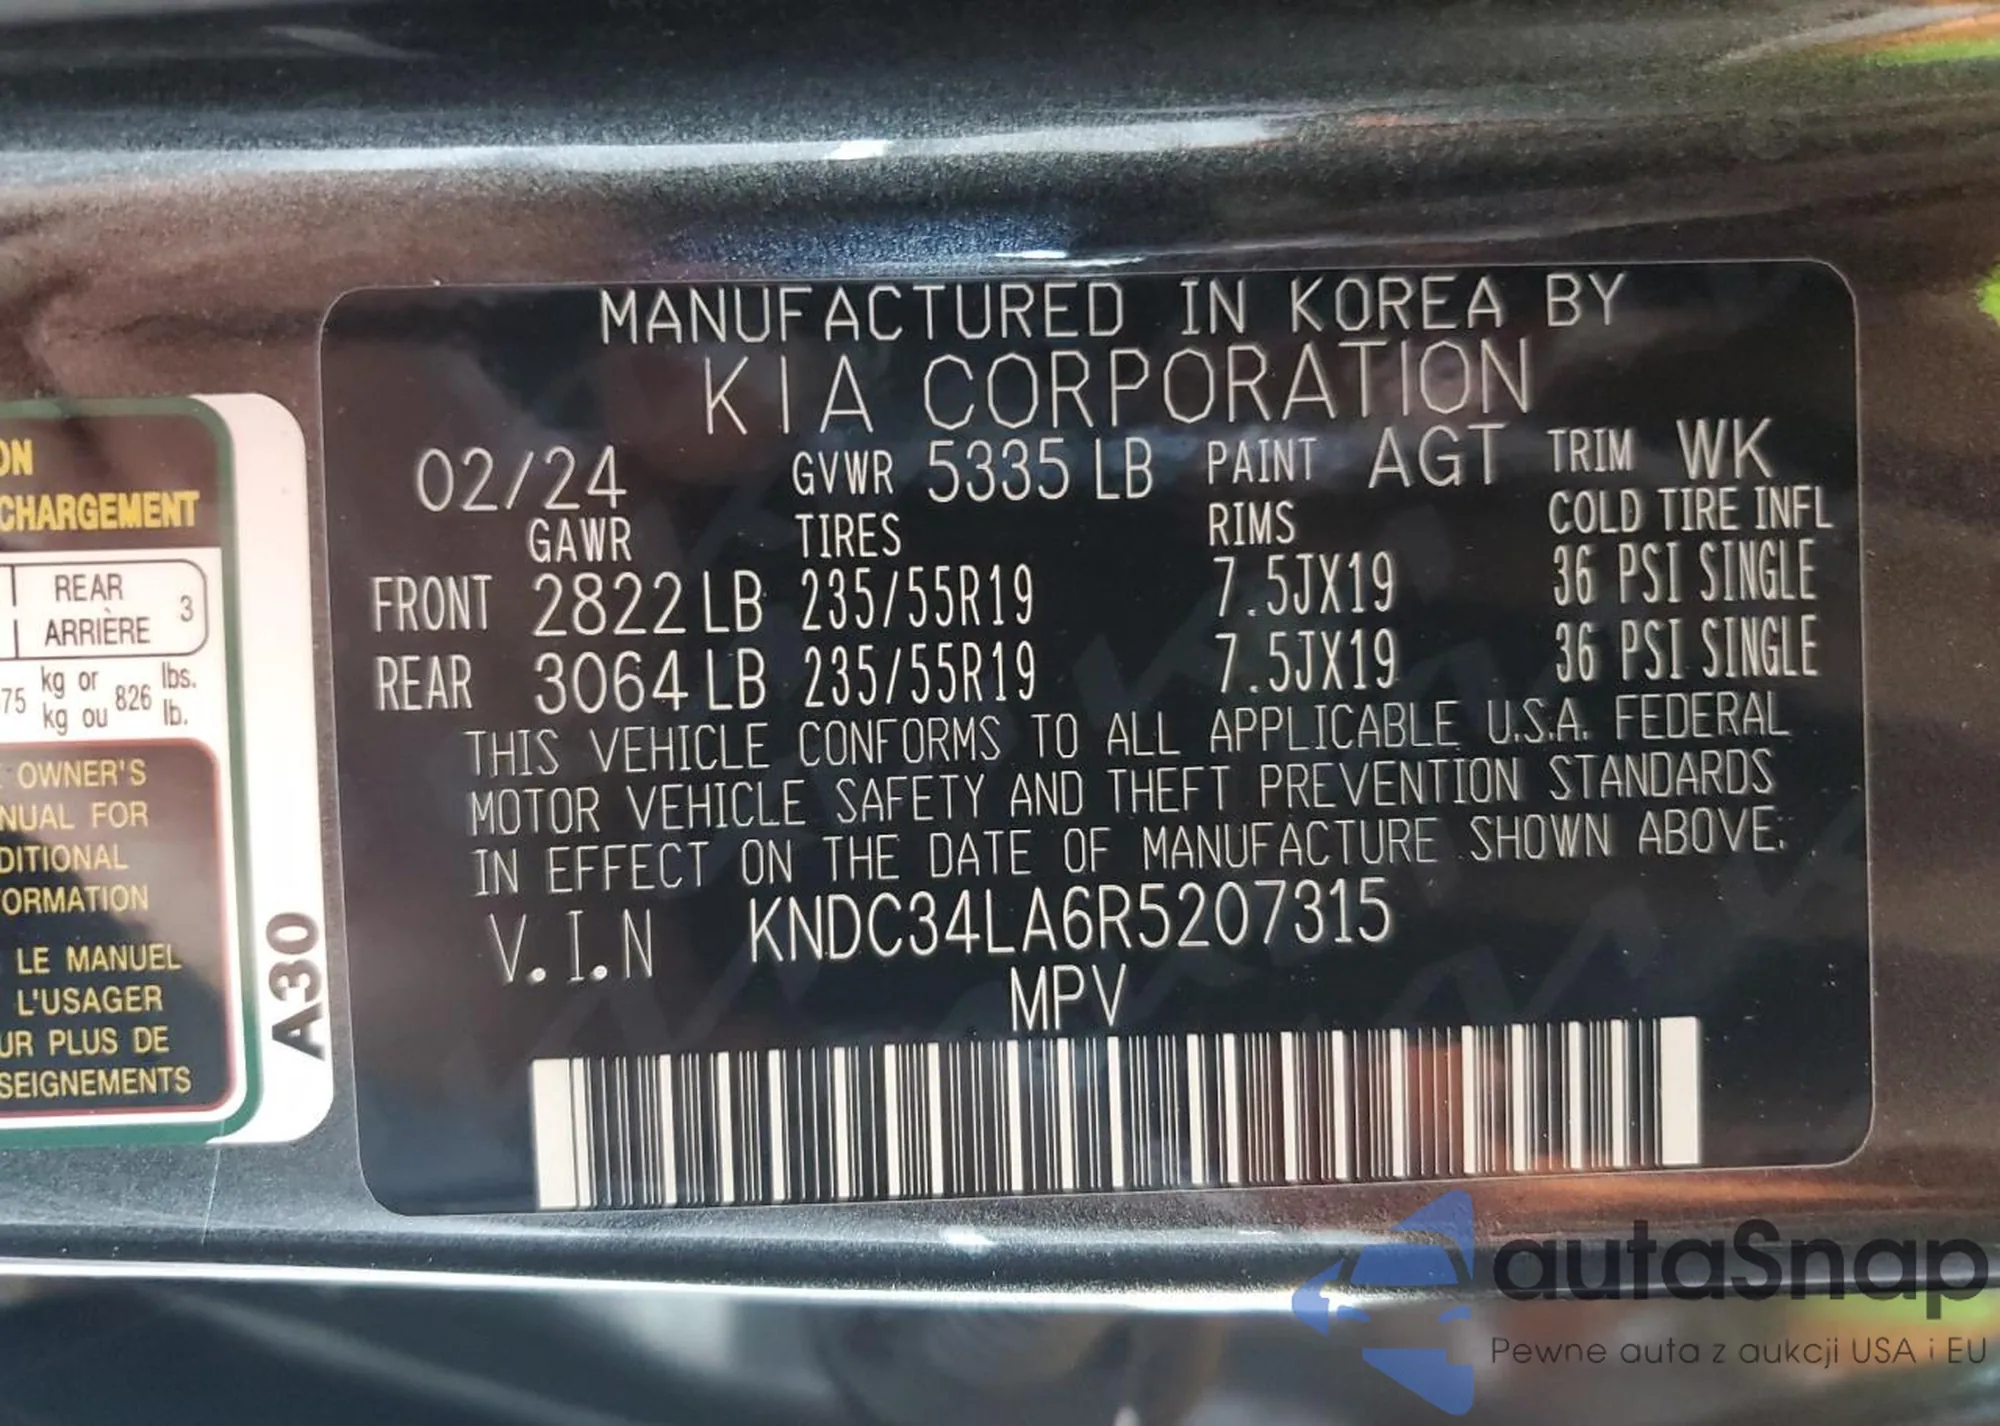 MANUFACTURED IN KOREA BY
KIA CORPORATION
02/24 GVWR 5335 LB PAINT AGT TRIM WK
GAWR TIRES RIMS COLD TIRE INFL
FRONT 2822 LB 235/55R19 7.5JX19 36 PSI SINGLE
REAR 3064 LB 235/55R19 7.5JX19 36 PSI SINGLE
THIS VEHICLE CONFORMS TO ALL APPLICABLE U.S.A. FEDERAL
MOTOR VEHICLE SAFETY AND THEFT PREVENTION STANDARDS
IN EFFECT ON THE DATE OF MANUFACTURE SHOWN ABOVE.
V.I.N KNDC34LA6R5207315
MPV
ON
CHARGEMENT
REAR
ARRIÈRE 3
75 kg or 826 lbs.
kg ou lb.
OWNER'S
NUAL FOR
DITIONAL
ORMATION
LE MANUEL
L'USAGER
UR PLUS DE
SEIGNEMENTS
A30
autaSnap
Pewne auta z aukcji USA i EU